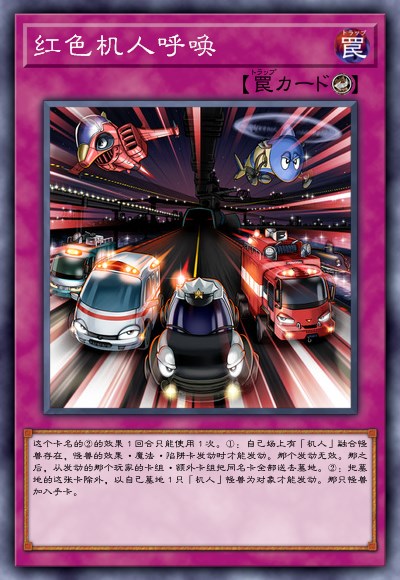 红色机人呼唤
罠
トラップ
【罠カード】
トラップ
这个卡名的②的效果1回合只能使用1次。①：自己场上有「机人」融合怪
兽存在，怪兽的效果・魔法・陷阱卡发动时才能发动。那个发动无效。那之
后，从发动的那个玩家的卡组・额外卡组把同名卡全部送去墓地。②：把墓
地的这张卡除外，以自己墓地1只「机人」怪兽为对象才能发动。那只怪兽
加入手卡。